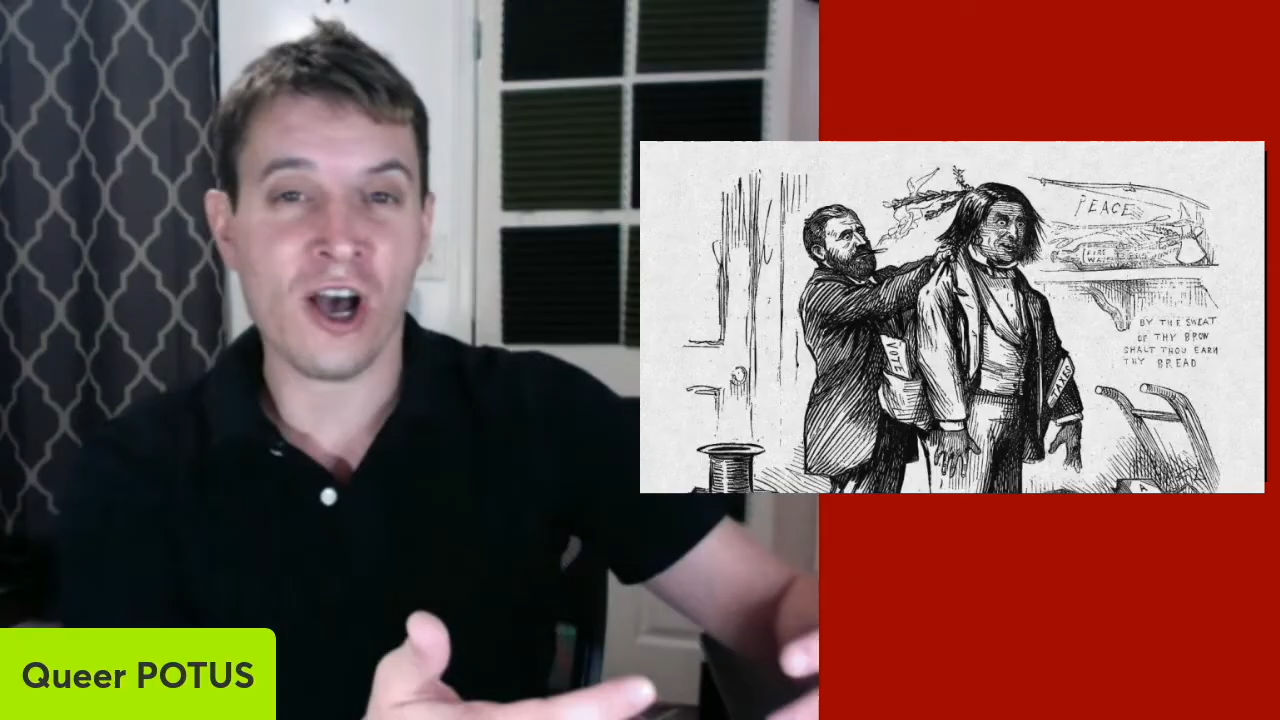 PEACE
BY THE SWEAT
OF THY BROW
SHALT THOU EARN
THY BREAD
VOTE
TAXES
A
Queer POTUS